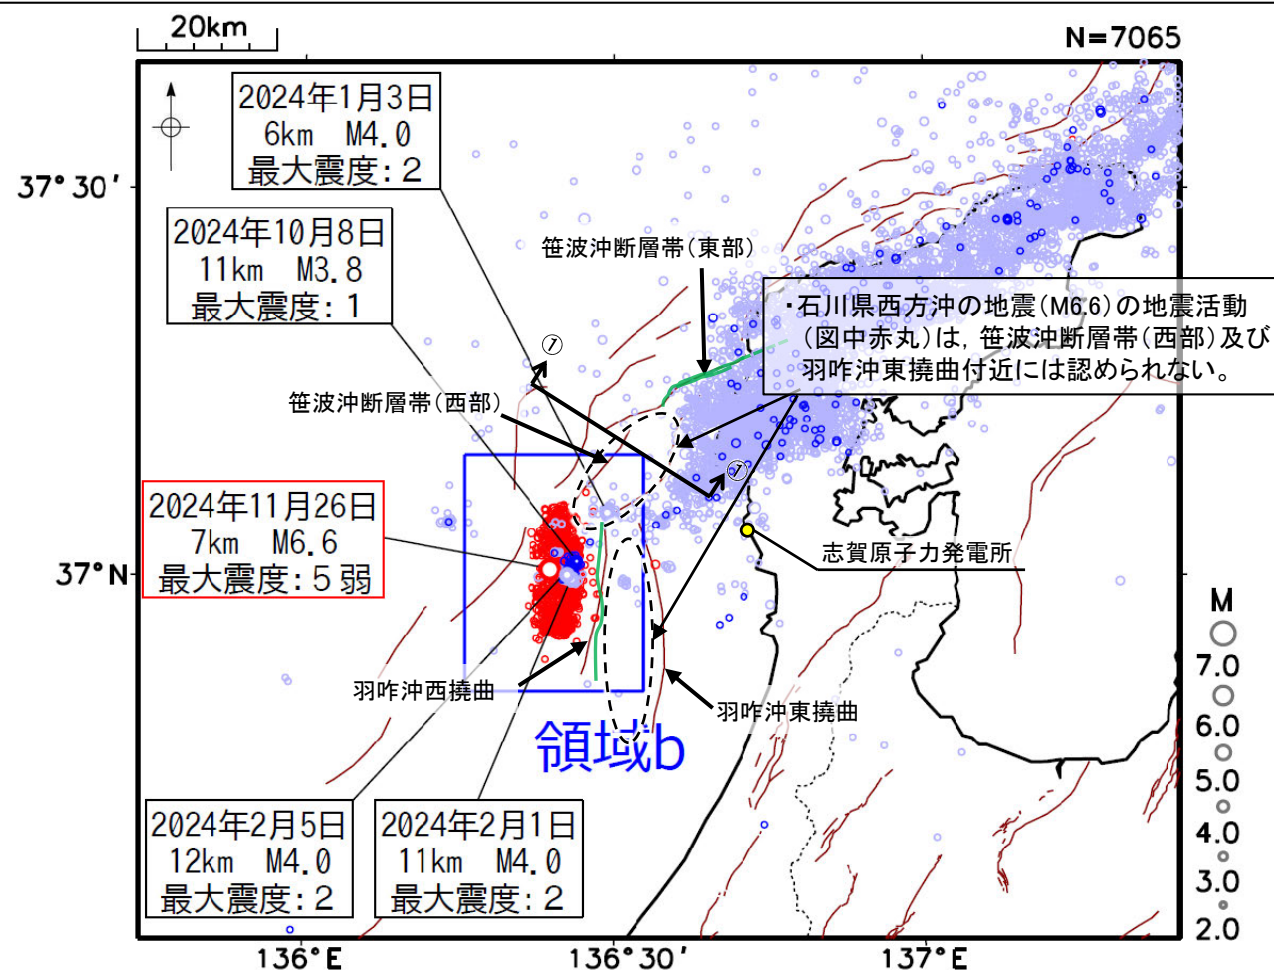 20km
N=7065
2024年1月3日
6km M4.0
最大震度：2
37°30′
2024年10月8日
11km M3.8
最大震度：1
笹波沖断層帯（東部）
・石川県西方沖の地震（M6.6）の地震活動
（図中赤丸）は，笹波沖断層帯（西部）及び
羽咋沖東撓曲付近には認められない。
①
笹波沖断層帯（西部）
①
2024年11月26日
7km M6.6
最大震度：5弱
志賀原子力発電所
37°N
羽咋沖西撓曲
羽咋沖東撓曲
領域b
2024年2月5日
12km M4.0
最大震度：2
2024年2月1日
11km M4.0
最大震度：2
M
7.0
6.0
5.0
4.0
3.0
2.0
136°E
136°30′
137°E